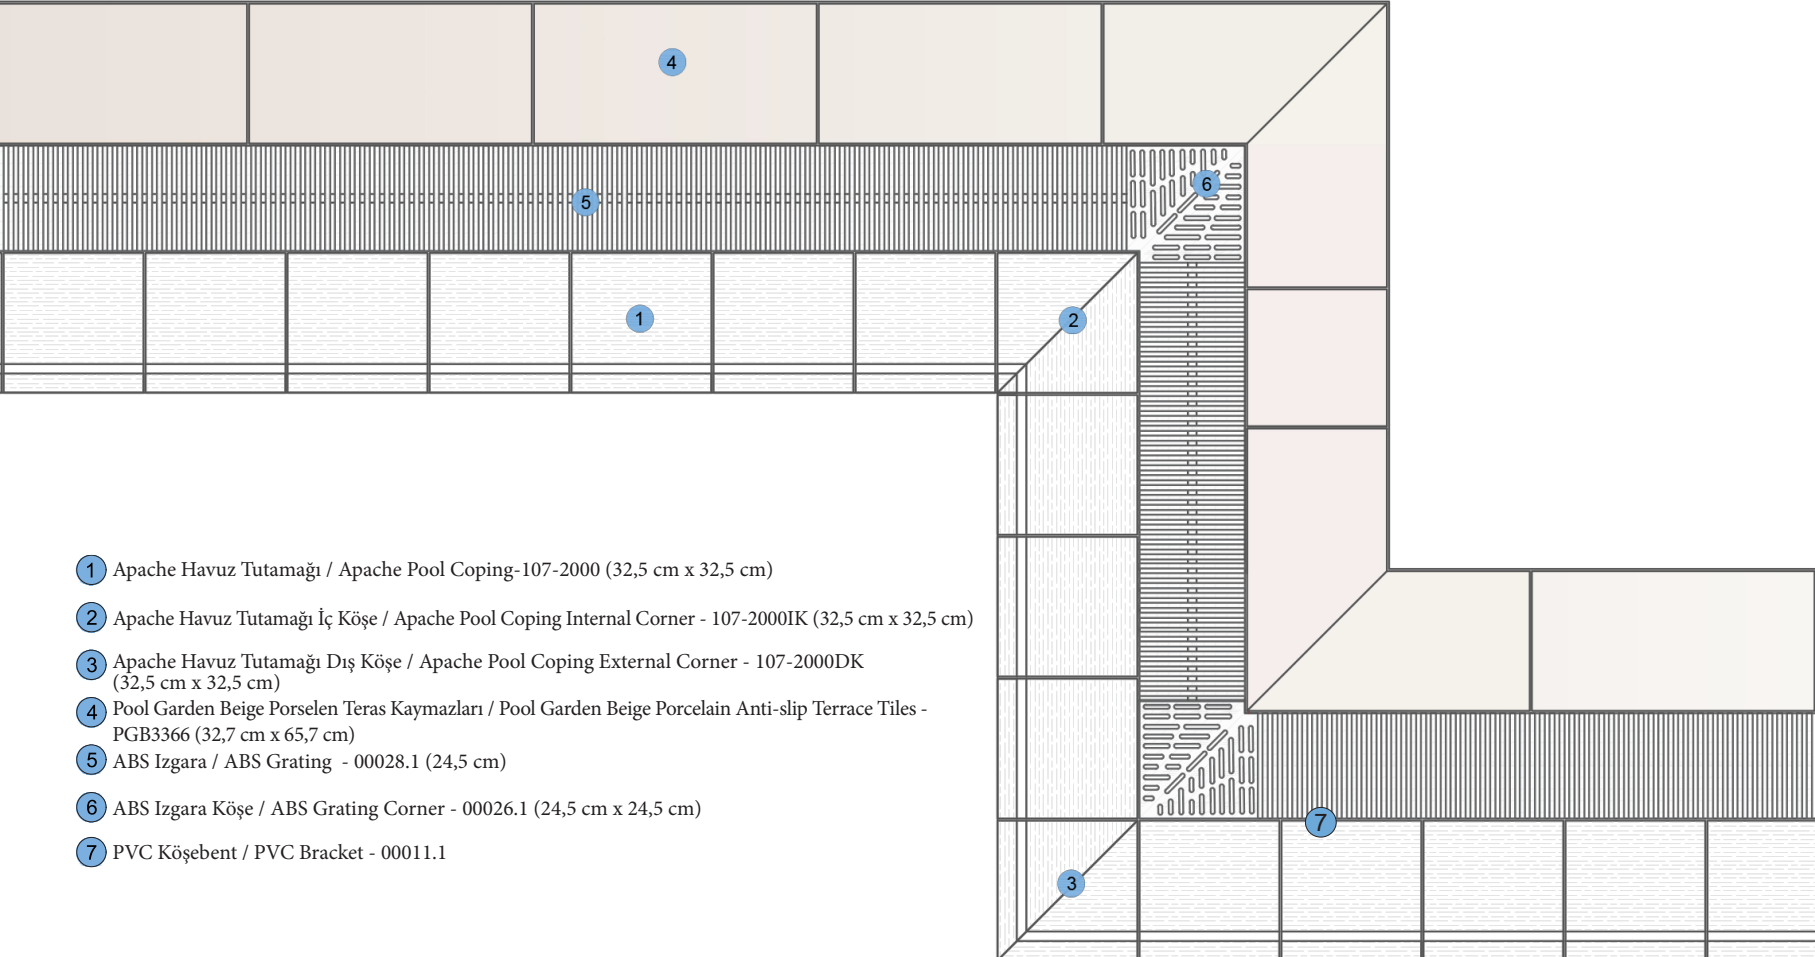 4
5
6
1
2
1 Apache Havuz Tutamağı / Apache Pool Coping-107-2000 (32,5 cm x 32,5 cm)
2 Apache Havuz Tutamağı İç Köşe / Apache Pool Coping Internal Corner - 107-2000IK (32,5 cm x 32,5 cm)
3 Apache Havuz Tutamağı Dış Köşe / Apache Pool Coping External Corner - 107-2000DK
(32,5 cm x 32,5 cm)
4 Pool Garden Beige Porselen Teras Kaymazları / Pool Garden Beige Porcelain Anti-slip Terrace Tiles -
PGB3366 (32,7 cm x 65,7 cm)
5 ABS Izgara / ABS Grating - 00028.1 (24,5 cm)
6 ABS Izgara Köşe / ABS Grating Corner - 00026.1 (24,5 cm x 24,5 cm)
7 PVC Köşebent / PVC Bracket - 00011.1
7
3